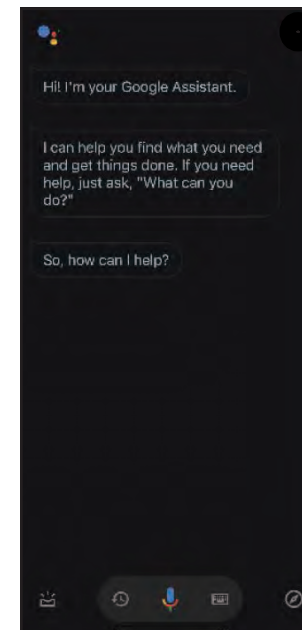 Hi! I'm your Google Assistant.
I can help you find what you need
and get things done. If you need
help, just ask, "What can you
do?"
So, how can I help?